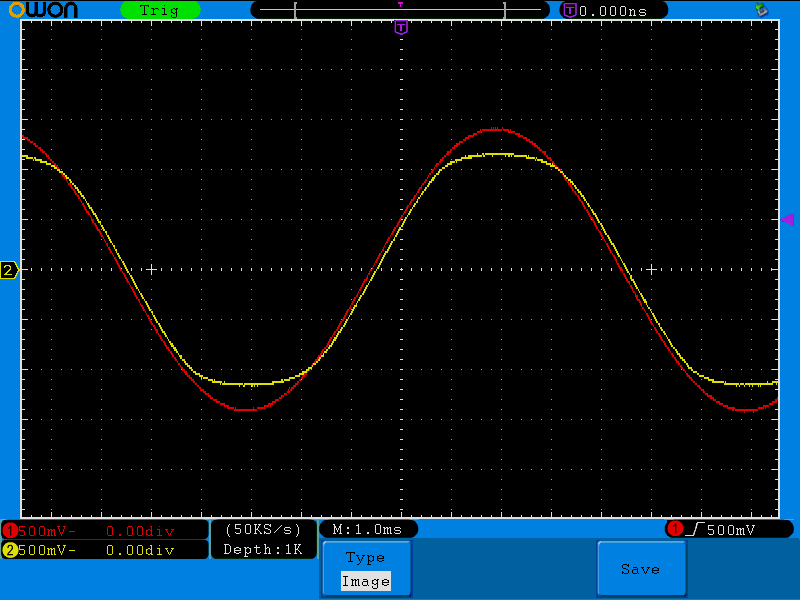 OWON Trig T 0.000ns
T
2
1 500mV- 0.00div (50KS/s) M:1.0ms 1 500mV
2 500mV- 0.00div Depth:1K
Type
Image
Save